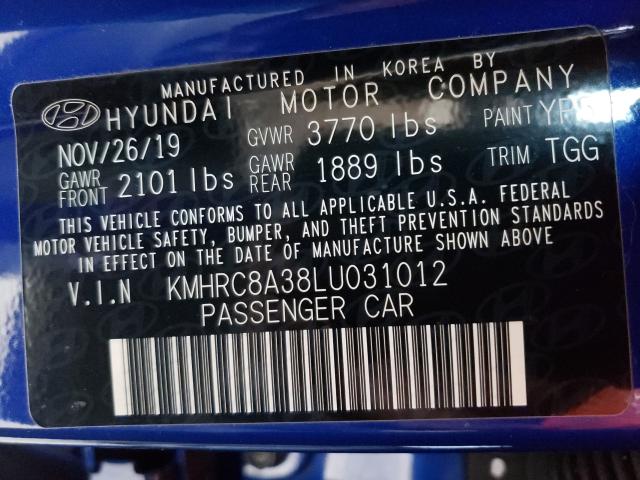 MANUFACTURED IN KOREA BY
HYUNDAI MOTOR COMPANY
NOV/26/19 GVWR 3770 lbs PAINT
GAWR FRONT 2101 lbs GAWR REAR 1889 lbs TRIM TGG
THIS VEHICLE CONFORMS TO ALL APPLICABLE U.S.A. FEDERAL
MOTOR VEHICLE SAFETY, BUMPER, AND THEFT PREVENTION STANDARDS
IN EFFECT ON THE DATE OF MANUFACTURE SHOWN ABOVE
V.I.N KMHRC8A38LU031012
PASSENGER CAR